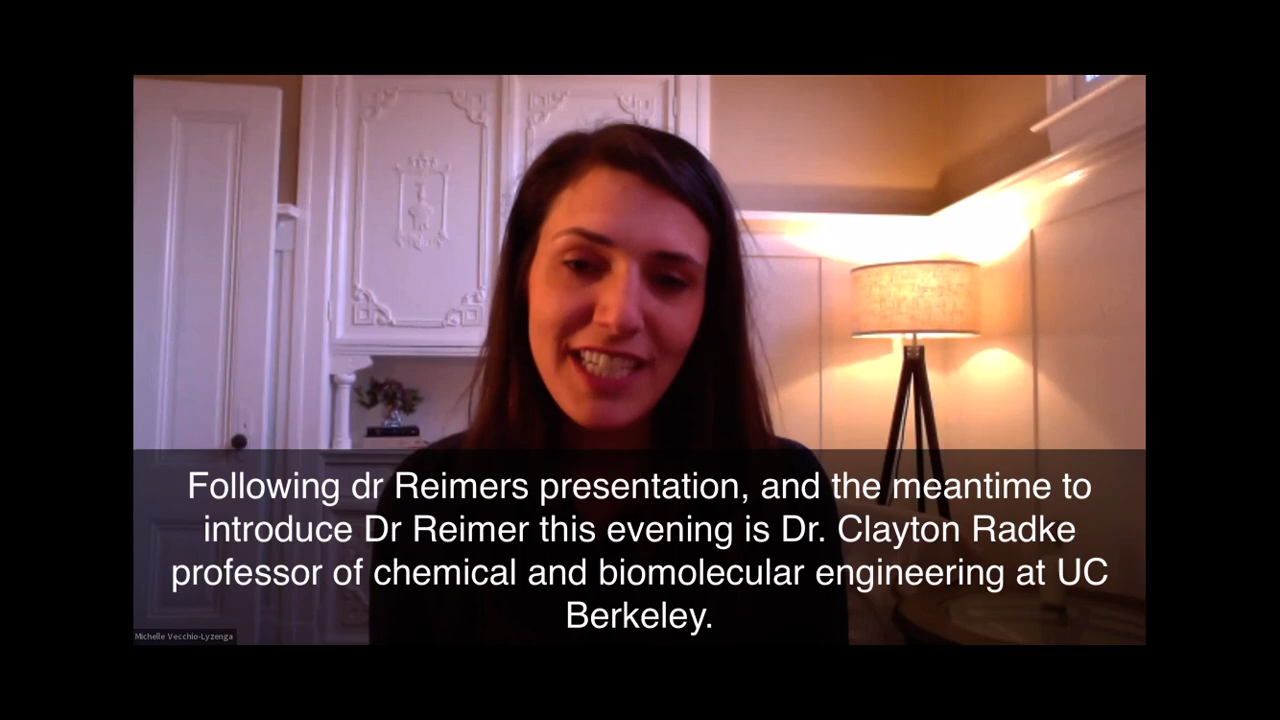 Following dr Reimers presentation, and the meantime to
introduce Dr Reimer this evening is Dr. Clayton Radke
professor of chemical and biomolecular engineering at UC
Berkeley.
Michelle Vecchio-Lyzenga